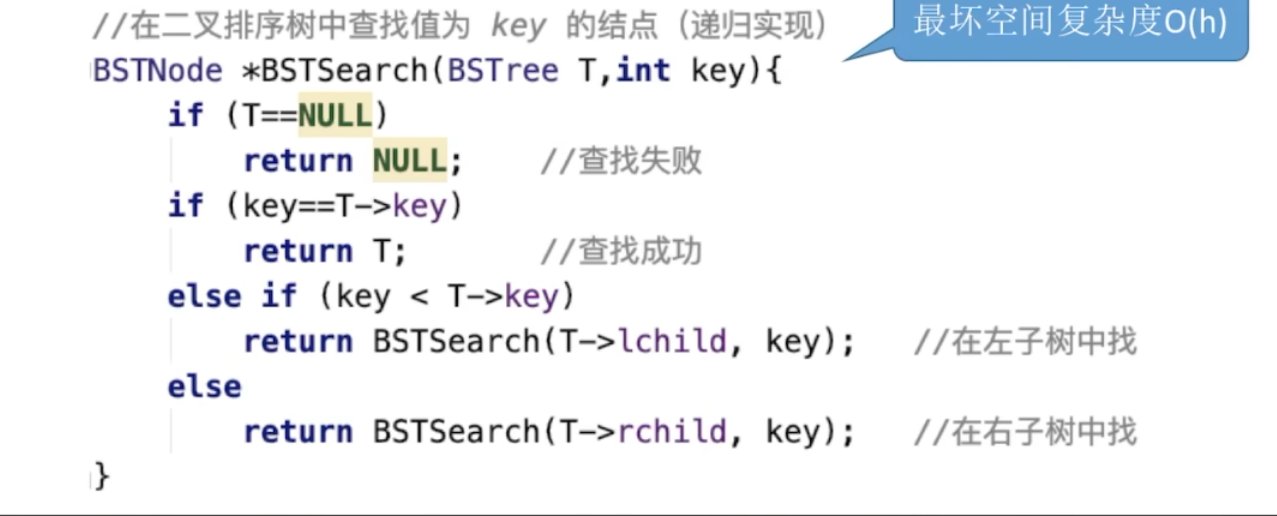 //在二叉排序树中查找值为 key 的结点（递归实现）
最坏空间复杂度O(h)
BSTNode *BSTSearch(BSTree T,int key){
if (T==NULL)
return NULL; //查找失败
if (key==T->key)
return T; //查找成功
else if (key < T->key)
return BSTSearch(T->lchild, key); //在左子树中找
else
return BSTSearch(T->rchild, key); //在右子树中找
}